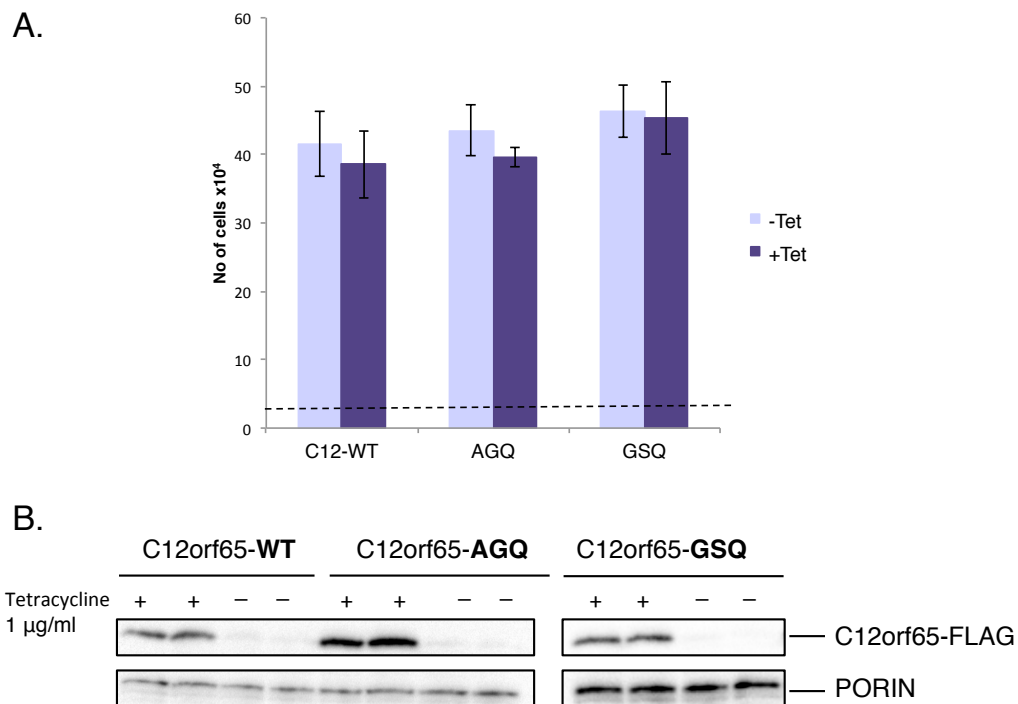 A.
60
50
40
30
20
10
0
No of cells x10⁴
C12-WT AGQ GSQ
-Tet
+Tet
B.
C12orf65-WT C12orf65-AGQ C12orf65-GSQ
Tetracycline + + – – + + – – + + – –
1 µg/ml
C12orf65-FLAG
PORIN